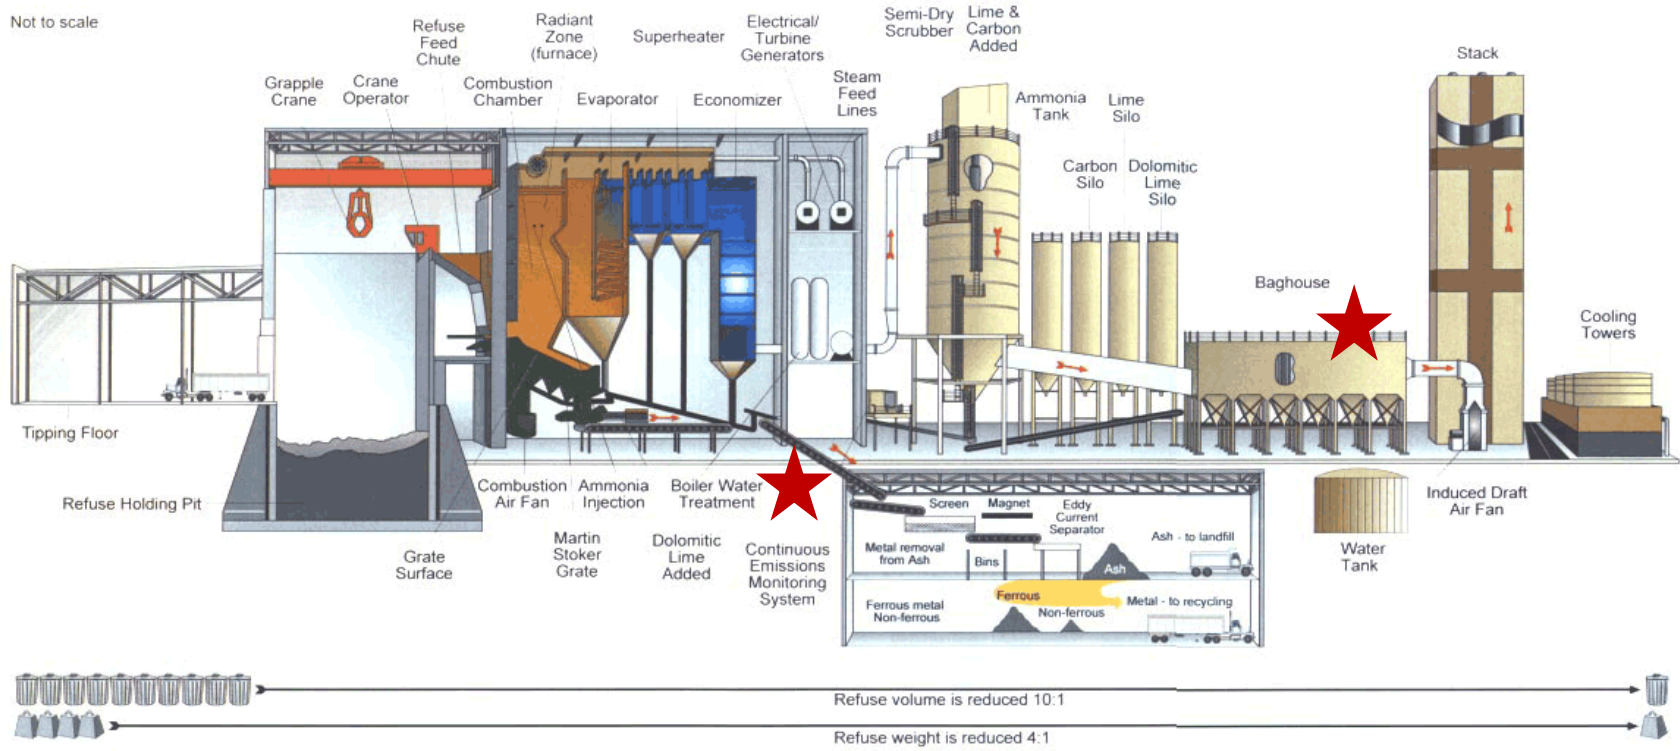 Not to scale
Grapple
Crane
Crane
Operator
Refuse
Feed
Chute
Combustion
Chamber
Radiant
Zone
(furnace)
Evaporator
Superheater
Economizer
Electrical/
Turbine
Generators
Steam
Feed
Lines
Semi-Dry
Scrubber
Lime &
Carbon
Added
Ammonia
Tank
Carbon
Silo
Lime
Silo
Dolomitic
Lime
Silo
Baghouse
Stack
Cooling
Towers
Tipping Floor
Refuse Holding Pit
Grate
Surface
Combustion
Air Fan
Martin
Stoker
Grate
Ammonia
Injection
Dolomitic
Lime
Added
Boiler Water
Treatment
Continuous
Emissions
Monitoring
System
Screen
Magnet
Eddy
Current
Separator
Metal removal
from Ash
Bins
Ash
Ash - to landfill
Ferrous metal
Non-ferrous
Ferrous
Non-ferrous
Metal - to recycling
Water
Tank
Induced Draft
Air Fan
Refuse volume is reduced 10:1
Refuse weight is reduced 4:1